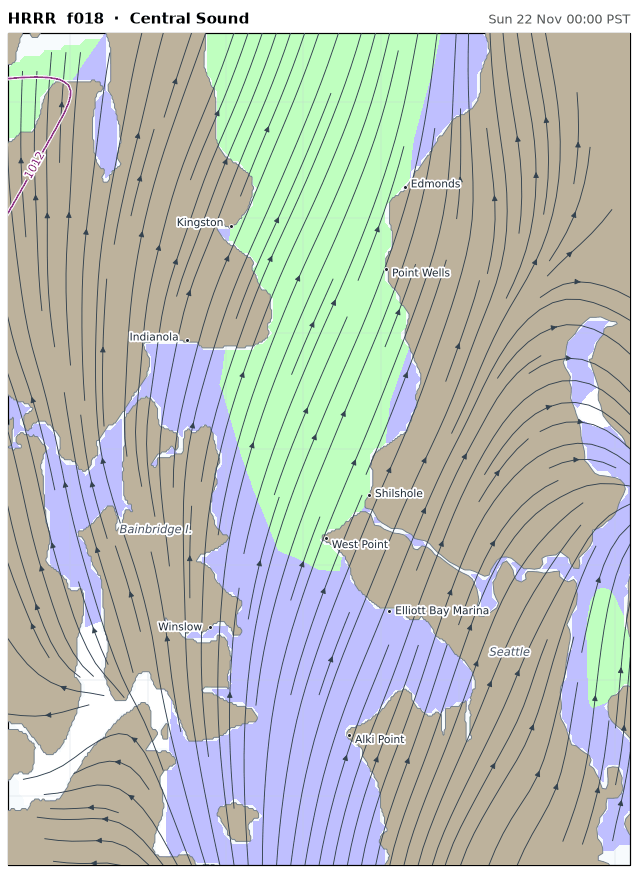 HRRR f018 · Central Sound
Sun 22 Nov 00:00 PST
1012
Edmonds
Kingston
Point Wells
Indianola
Shilshole
Bainbridge I.
West Point
Elliott Bay Marina
Winslow
Seattle
Alki Point